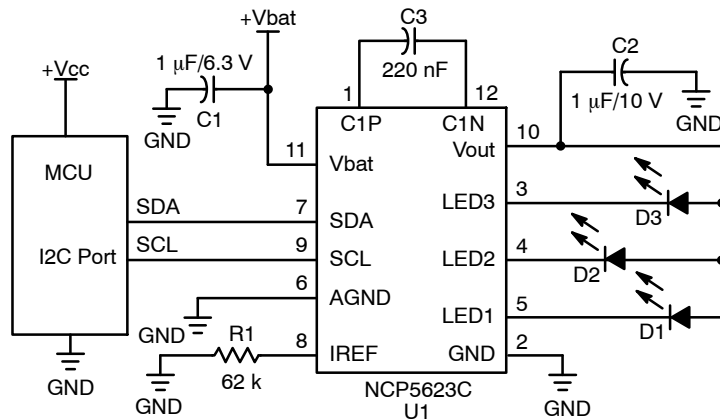 +Vbat
C3
1 µF/6.3 V
220 nF
C2
+Vcc
1
12
1 µF/10 V
GND
C1
C1P
C1N
10
GND
MCU
11
Vbat
Vout
3
LED3
D3
SDA
7
SDA
SCL
9
SCL
LED2
4
D2
I2C Port
6
AGND
LED1
5
D1
GND
R1
8
IREF
GND
2
GND
GND
62 k
GND
NCP5623C
U1